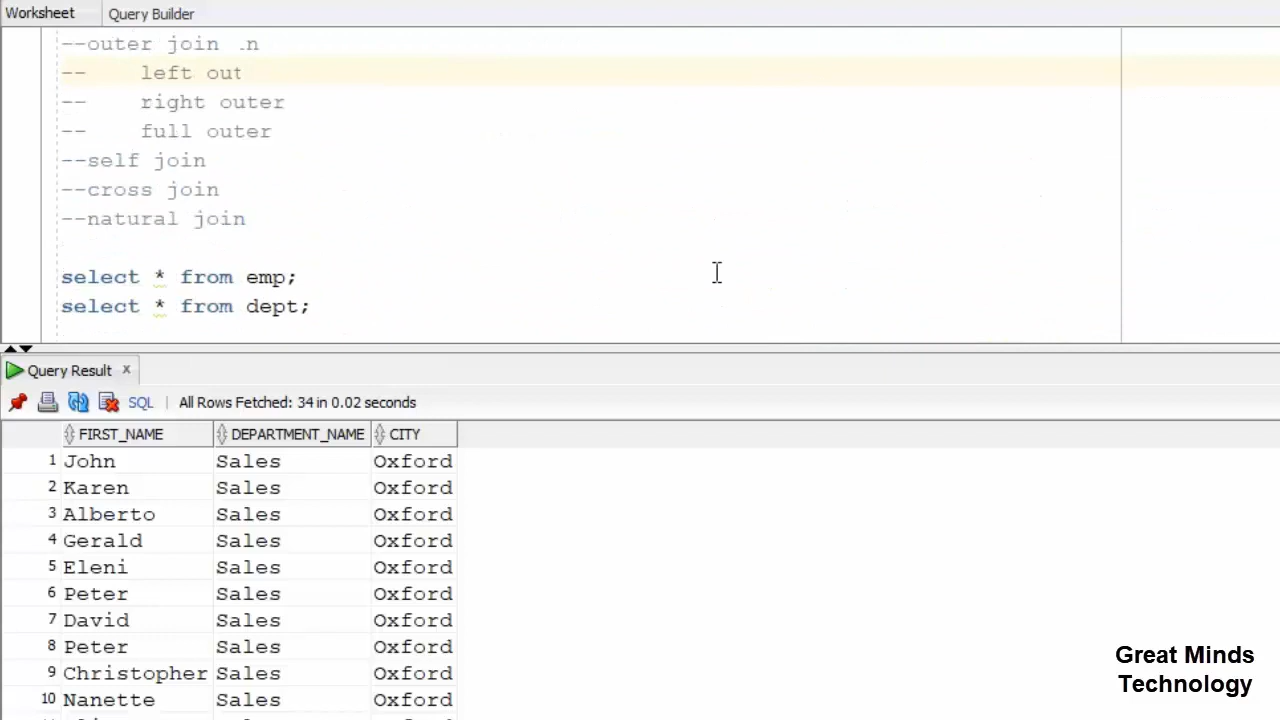 Worksheet Query Builder
--outer join .n
-- left out
-- right outer
-- full outer
--self join
--cross join
--natural join
select * from emp;
select * from dept;
Query Result x
SQL | All Rows Fetched: 34 in 0.02 seconds
FIRST_NAME DEPARTMENT_NAME CITY
1 John Sales Oxford
2 Karen Sales Oxford
3 Alberto Sales Oxford
4 Gerald Sales Oxford
5 Eleni Sales Oxford
6 Peter Sales Oxford
7 David Sales Oxford
8 Peter Sales Oxford
9 Christopher Sales Oxford
10 Nanette Sales Oxford
Great Minds
Technology